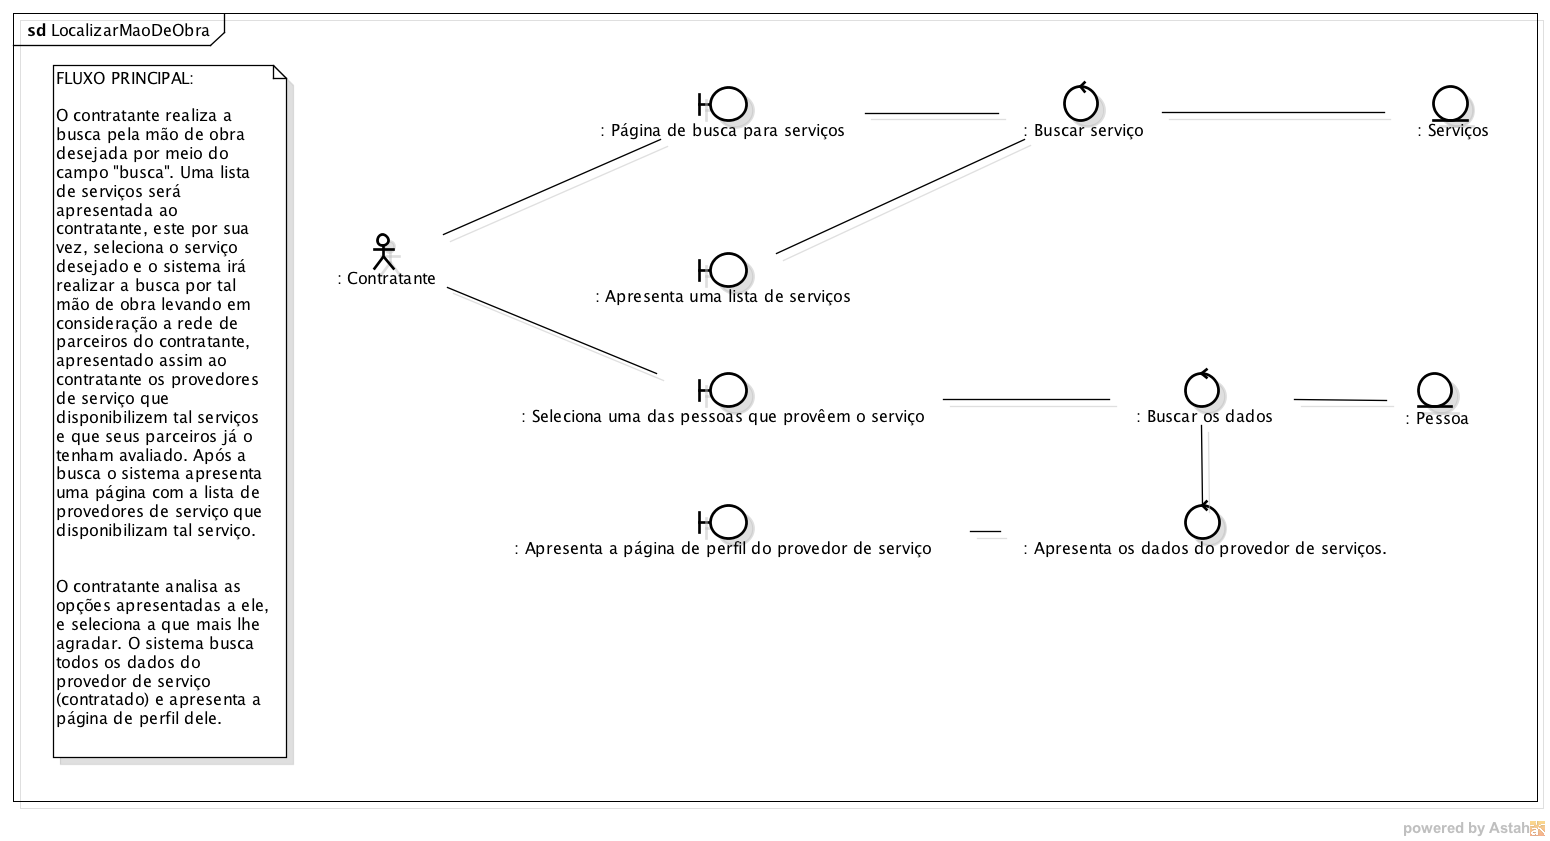 sd LocalizarMaoDeObra
FLUXO PRINCIPAL:
O contratante realiza a
busca pela mão de obra
desejada por meio do
campo "busca". Uma lista
de serviços será
apresentada ao
contratante, este por sua
vez, seleciona o serviço
desejado e o sistema irá
realizar a busca por tal
mão de obra levando em
consideração a rede de
parceiros do contratante,
apresentado assim ao
contratante os provedores
de serviço que
disponibilizem tal serviços
e que seus parceiros já o
tenham avaliado. Após a
busca o sistema apresenta
uma página com a lista de
provedores de serviço que
disponibilizam tal serviço.
O contratante analisa as
opções apresentadas a ele,
e seleciona a que mais lhe
agradar. O sistema busca
todos os dados do
provedor de serviço
(contratado) e apresenta a
página de perfil dele.
: Página de busca para serviços
: Buscar serviço
: Serviços
: Contratante
: Apresenta uma lista de serviços
: Seleciona uma das pessoas que provêem o serviço
: Buscar os dados
: Pessoa
: Apresenta a página de perfil do provedor de serviço
: Apresenta os dados do provedor de serviços.
powered by Astah